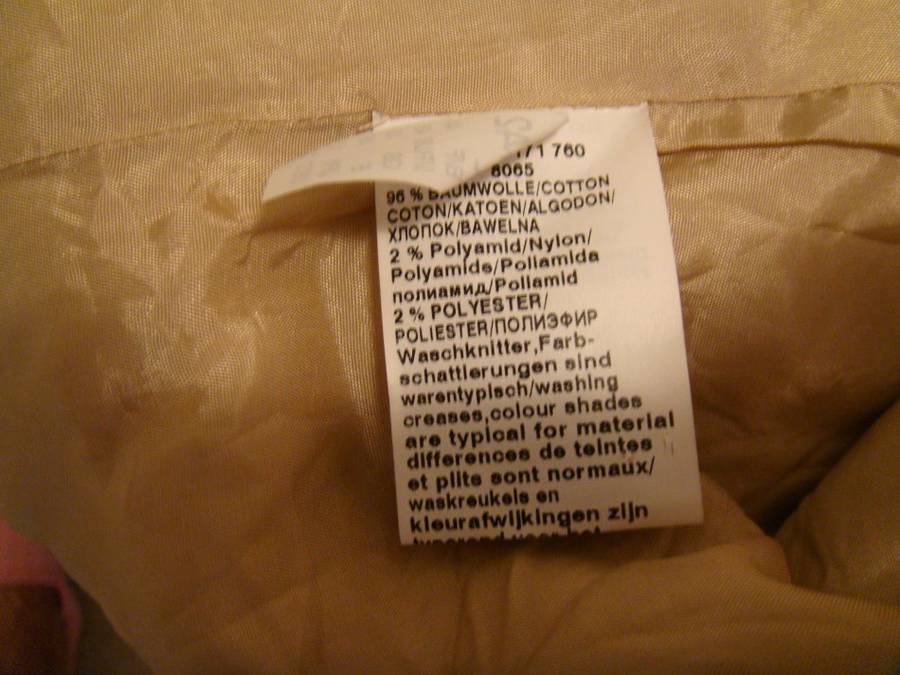 171 760
8065
96 % BAUMWOLLE/COTTON
COTON/KATOEN/ALGODON/
ХЛОПОК/BAWELNA
2 % Polyamid/Nylon/
Polyamids/Poliamida
полиамид/Poliamid
2 % POLYESTER/
POLIESTER/ПОЛИЭФИР
Waschknitter,Farb-
schattierungen sind
warentypisch/washing
creases,colour shades
are typical for material
differences de teintes
et plits sont normaux/
waskreukels en
kleurafwijkingen zijn